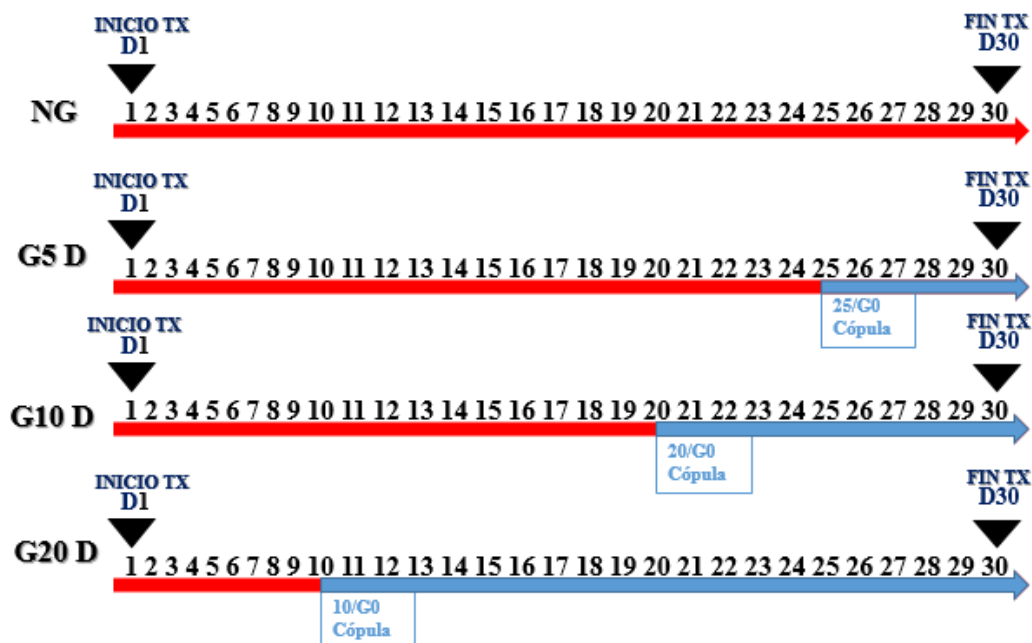 INICIO TX
D1
FIN TX
D30
NG
1 2 3 4 5 6 7 8 9 10 11 12 13 14 15 16 17 18 19 20 21 22 23 24 25 26 27 28 29 30
INICIO TX
D1
FIN TX
D30
G5 D
1 2 3 4 5 6 7 8 9 10 11 12 13 14 15 16 17 18 19 20 21 22 23 24 25 26 27 28 29 30
25/G0
Cópula
INICIO TX
D1
FIN TX
D30
G10 D
1 2 3 4 5 6 7 8 9 10 11 12 13 14 15 16 17 18 19 20 21 22 23 24 25 26 27 28 29 30
20/G0
Cópula
INICIO TX
D1
FIN TX
D30
G20 D
1 2 3 4 5 6 7 8 9 10 11 12 13 14 15 16 17 18 19 20 21 22 23 24 25 26 27 28 29 30
10/G0
Cópula